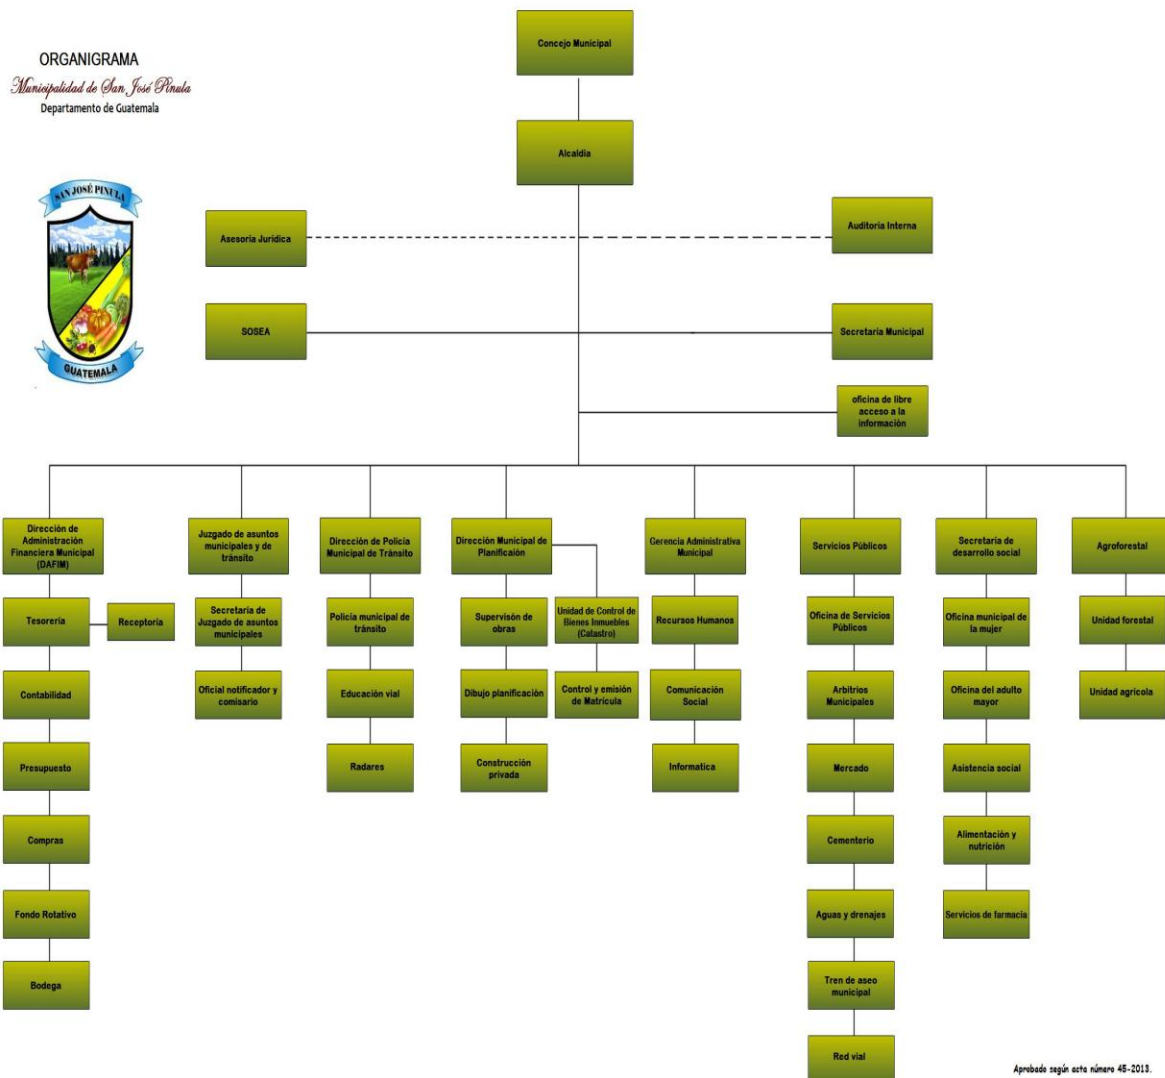 ORGANIGRAMA
Municipalidad de San José Pinula
Departamento de Guatemala
SAN JOSÉ PINULA
GUATEMALA
Concejo Municipal
Alcaldía
Asesoría Jurídica
Auditoría Interna
SOSEA
Secretaría Municipal
oficina de libre
acceso a la
información
Dirección de
Administración
Financiera Municipal
(DAFIM)
Tesorería
Receptoría
Contabilidad
Presupuesto
Compras
Fondo Rotativo
Bodega
Juzgado de asuntos
municipales y de
tránsito
Secretaría de
Juzgado de asuntos
municipales
Oficial notificador y
comisario
Dirección de Policía
Municipal de Tránsito
Policía municipal de
tránsito
Educación vial
Radares
Dirección Municipal de
Planificaión
Supervisón de
obras
Dibujo planificación
Construcción
privada
Unidad de Control de
Bienes Inmuebles
(Catastro)
Control y emisión
de Matrícula
Gerencia Administrativa
Municipal
Recursos Humanos
Comunicación
Social
Informatica
Servicios Públicos
Oficina de Servicios
Públicos
Arbitrios
Municipales
Mercado
Cementerio
Aguas y drenajes
Tren de aseo
municipal
Red vial
Secretaría de
desarrollo social
Oficina municipal de
la mujer
Oficina del adulto
mayor
Asistencia social
Alimentación y
nutrición
Servicios de farmacia
Agroforestal
Unidad forestal
Unidad agrícola
Aprobado según acta número 45-2013.